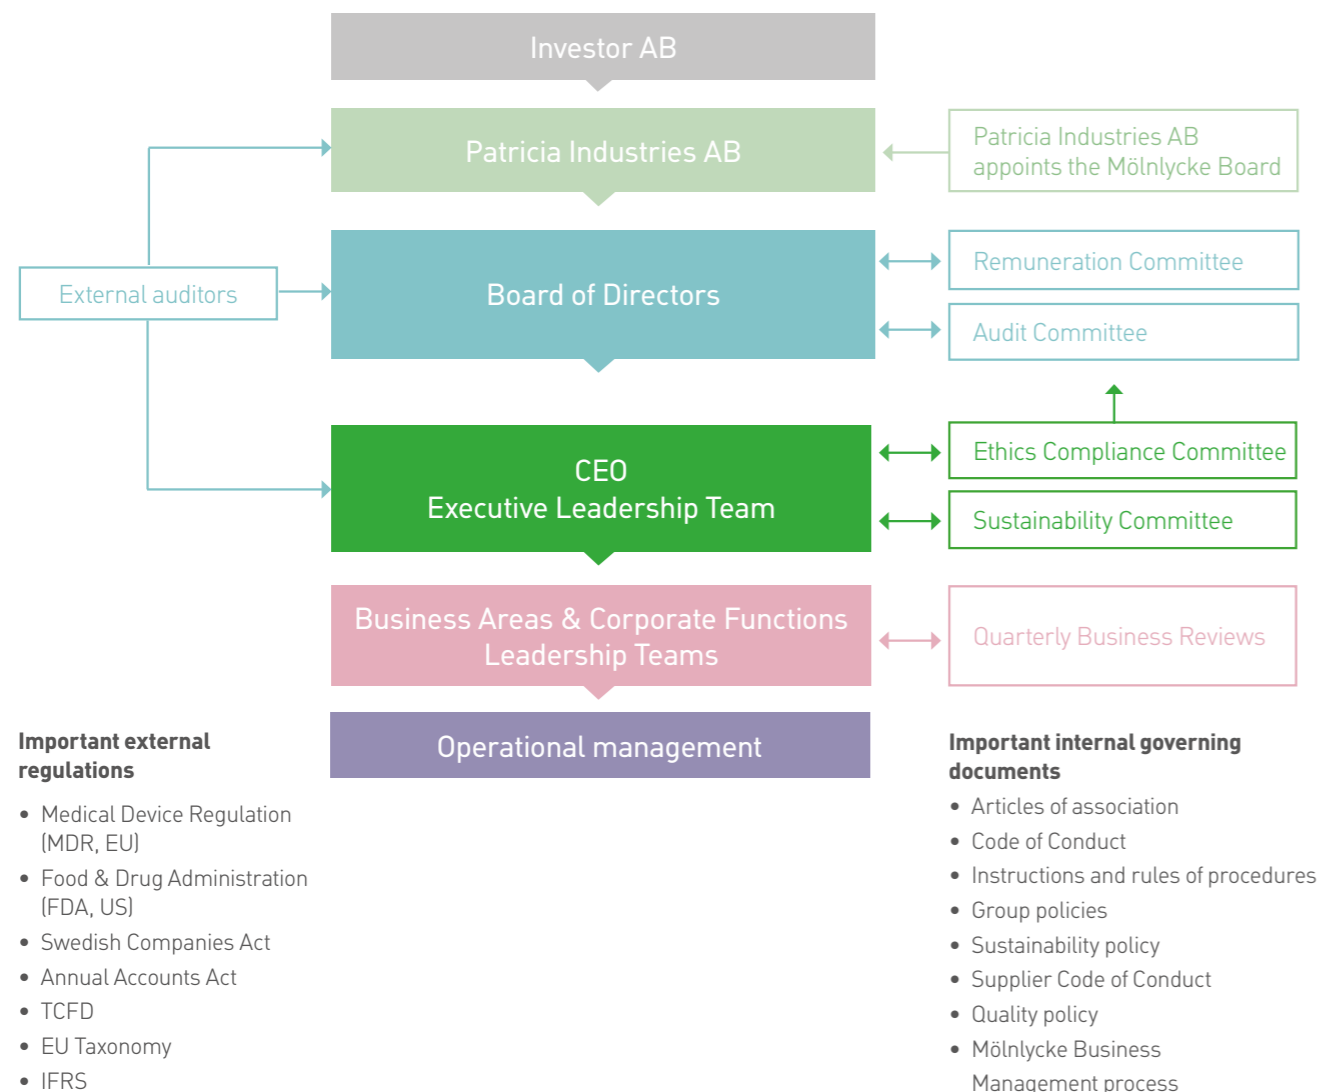 Investor AB
Patricia Industries AB
Patricia Industries AB
appoints the Mölnlycke Board
External auditors
Board of Directors
Remuneration Committee
Audit Committee
CEO
Executive Leadership Team
Ethics Compliance Committee
Sustainability Committee
Business Areas & Corporate Functions
Leadership Teams
Quarterly Business Reviews
Operational management
Important external
regulations
• Medical Device Regulation
(MDR, EU)
• Food & Drug Administration
(FDA, US)
• Swedish Companies Act
• Annual Accounts Act
• TCFD
• EU Taxonomy
• IFRS
Important internal governing
documents
• Articles of association
• Code of Conduct
• Instructions and rules of procedures
• Group policies
• Sustainability policy
• Supplier Code of Conduct
• Quality policy
• Mölnlycke Business
Management process